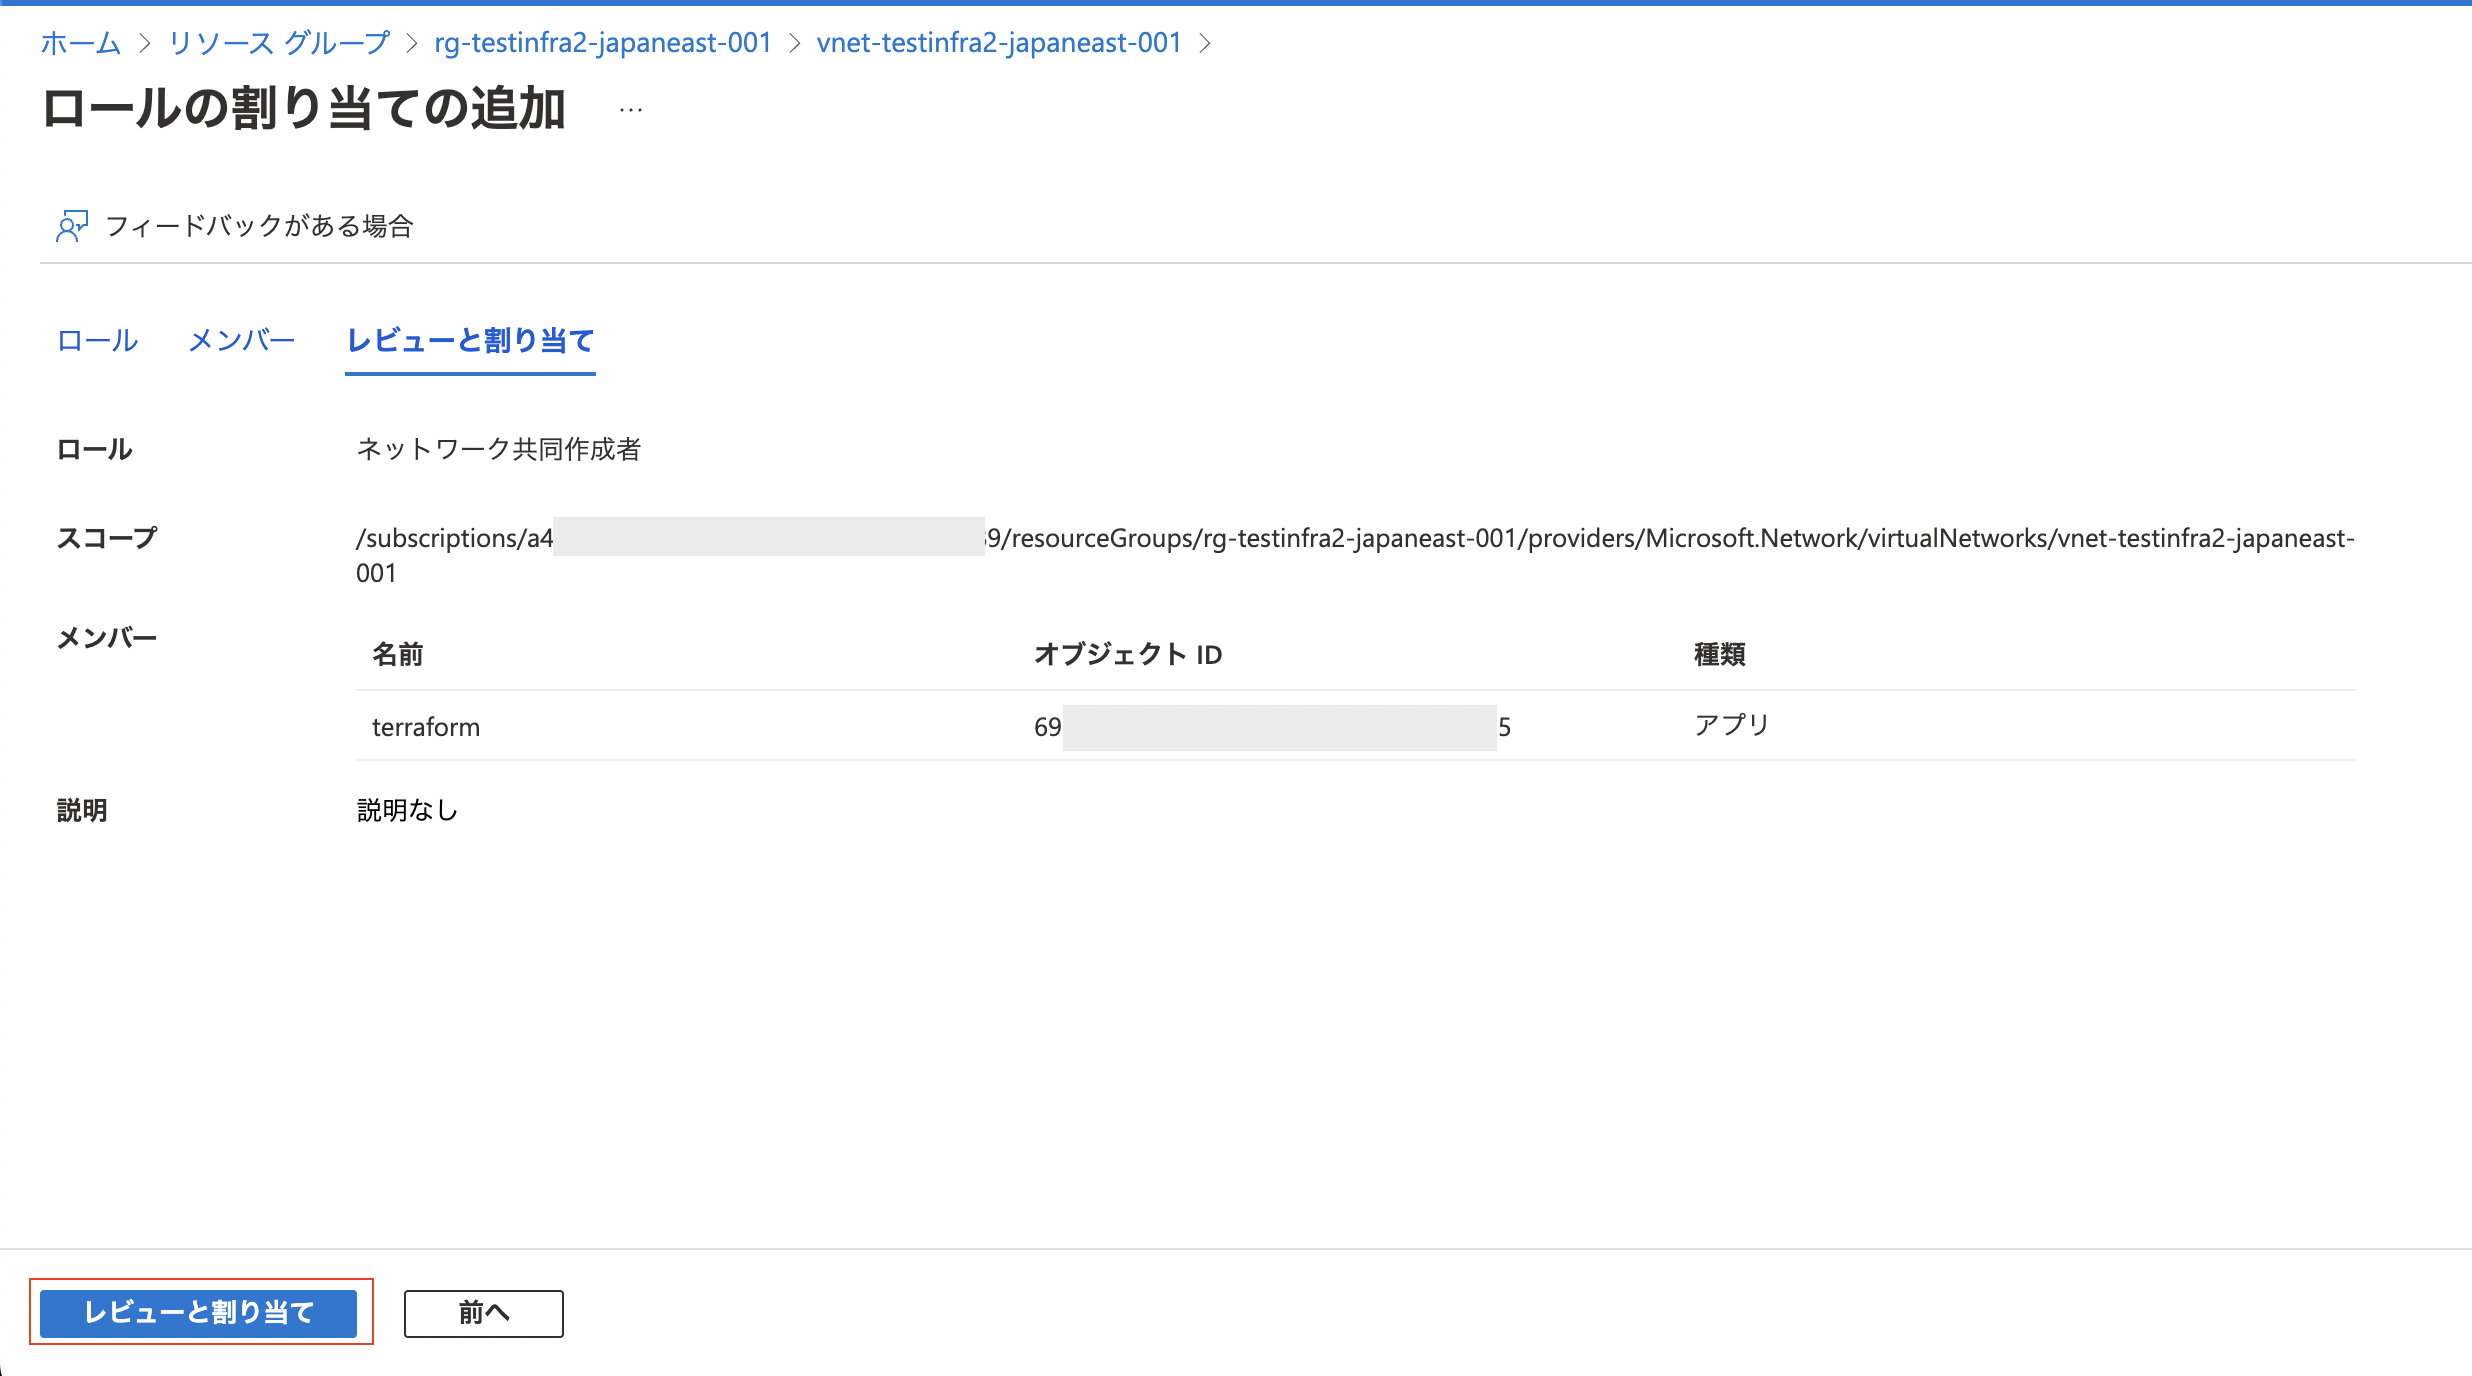 ホーム > リソース グループ > rg-testinfra2-japaneast-001 > vnet-testinfra2-japaneast-001 >
ロールの割り当ての追加 …
フィードバックがある場合
ロール メンバー レビューと割り当て
ロール ネットワーク共同作成者
スコープ /subscriptions/a4 9/resourceGroups/rg-testinfra2-japaneast-001/providers/Microsoft.Network/virtualNetworks/vnet-testinfra2-japaneast-
001
メンバー
名前 オブジェクト ID 種類
terraform 69 5 アプリ
説明 説明なし
レビューと割り当て 前へ